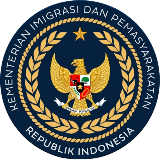 KEMENTERIAN IMIGRASI DAN PEMASYARAKATAN
REPUBLIK INDONESIA